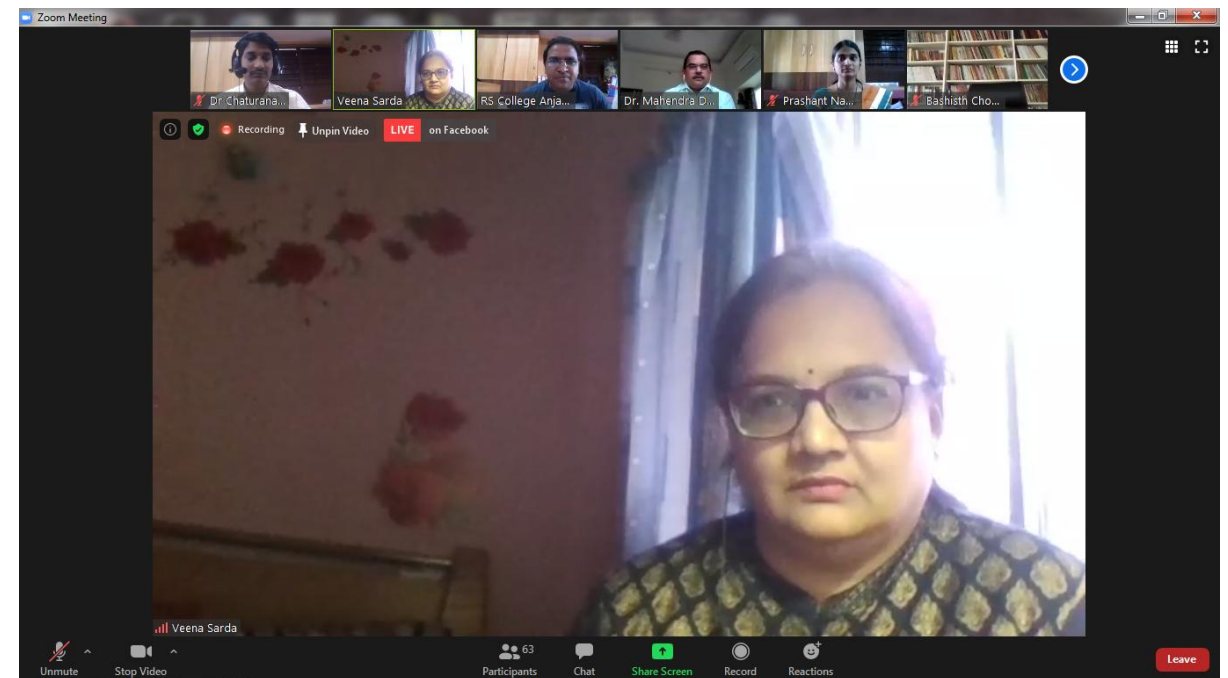 Zoom Meeting
Dr Chaturana...
Veena Sarda
RS College Anja...
Dr. Mahendra D...
Prashant Na...
Bashisth Cho...
Recording
Unpin Video
LIVE on Facebook
Veena Sarda
63
Unmute
Stop Video
Participants
Chat
Share Screen
Record
Reactions
Leave